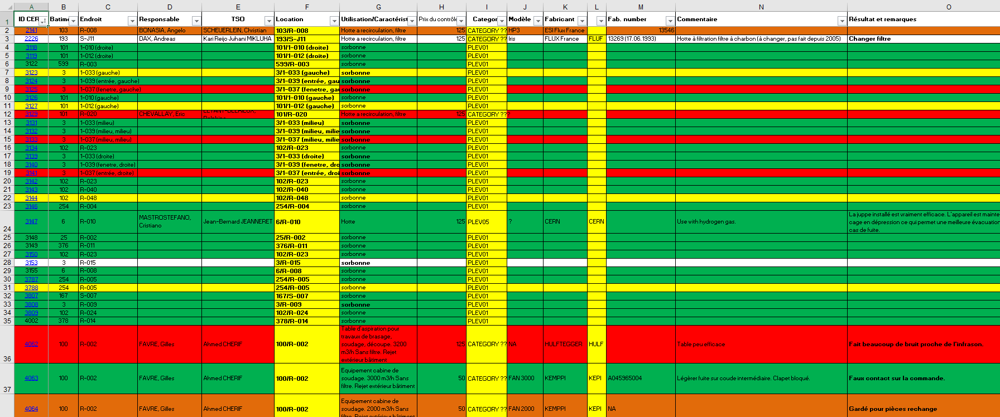 A B C D E F G H I J K L M N O
1 ID CER Batime Endroit Responsable TSO Location Utilisation/Caractérist Prix du contrôle Categor Modèle Fabricant Fab. number Commentaire Résultat et remarques
2 2141 103 R-008 BONASIA, Angelo SCHEUERLEIN, Christian 103/R-008 Hotte a recirculation, filtre 125 CATEGORY ?? HP3 ESI Flux France 13546
3 2226 193 S-J11 DAX, Andreas Kari Reijo Juhani MIKLUHA 193/S-J11 Hotte a recirculation, filtre 125 CATEGORY ?? Iris FLUX France FLUF 13269 (17.06.1993) Hotte à filtration filtre à charbon (à changer, pas fait depuis 2005) Changer filtre
4 3118 101 1-010 (droite) 101/1-010 (droite) sorbonne PLEV01
5 3119 101 1-012 (droite) 101/1-012 (droite) sorbonne PLEV01
6 3122 599 R-003 599/R-003 sorbonne PLEV01
7 3123 3 1-033 (gauche) 3/1-033 (gauche) sorbonne PLEV01
8 3124 3 1-039 (entrée, gauche) 3/1-039 (entrée, gau sorbonne PLEV01
9 3125 3 1-037 (fenetre, gauche) 3/1-037 (fenetre, gau sorbonne PLEV01
10 3126 101 1-010 (gauche) 101/1-010 (gauche) sorbonne PLEV01
11 3127 101 1-012 (gauche) 101/1-012 (gauche) sorbonne PLEV01
12 3129 101 R-020 CHEVALLAY, Eric 101/R-020 Hotte a recirculation, filtre 125 CATEGORY ???
13 3131 3 1-033 (milieu) 3/1-033 (milieu) sorbonne PLEV01
14 3132 3 1-039 (milieu, milieu) 3/1-039 (milieu, milie sorbonne PLEV01
15 3133 3 1-037 (milieu, milieu) 3/1-037 (milieu, milie sorbonne PLEV01
16 3134 102 R-023 102/R-023 sorbonne PLEV01
17 3139 3 1-033 (droite) 3/1-033 (droite) sorbonne PLEV01
18 3140 3 1-039 (fenetre, droite) 3/1-039 (fenetre, dro sorbonne PLEV01
19 3141 3 1-037 (entrée, droite) 3/1-037 (entrée, droi sorbonne PLEV01
20 3142 102 R-023 102/R-023 sorbonne PLEV01
21 3143 102 R-040 102/R-040 sorbonne PLEV01
22 3144 102 R-048 102/R-048 sorbonne PLEV01
23 3146 254 R-004 254/R-004 sorbonne PLEV01
24 3147 6 R-010 MASTROSTEFANO, Cristiano Jean-Bernard JEANNERET 6/R-010 Hotte 125 PLEV05 ? CERN CERN Use with hydrogen gas. La juppe installé est vraiment efficace. L'appareil est mainte
cage en dépression ce qui permet une meilleure évacuation
cas de fuite.
25 3148 25 R-002 25/R-002 sorbonne PLEV01
26 3149 376 R-011 376/R-011 sorbonne PLEV01
27 3150 102 R-023 102/R-023 sorbonne PLEV01
28 3153 3 R-015 3/R-015 sorbonne PLEV01
29 3155 6 R-008 6/R-008 sorbonne PLEV01
30 3787 254 R-005 254/R-005 sorbonne PLEV01
31 3788 254 R-005 254/R-005 sorbonne PLEV01
32 3807 167 S-007 167/S-007 sorbonne PLEV01
33 3808 3 R-009 3/R-009 sorbonne PLEV01
34 3809 102 R-024 102/R-024 sorbonne PLEV01
35 4002 378 R-014 378/R-014 sorbonne PLEV01
36 4062 100 R-002 FAVRE, Gilles Ahmed CHERIF 100/R-002 Table d'aspiration pour
travaux de brasage,
soudage, découpe. 3200
m3/h Sans filtre. Rejet
extérieur bâtiment 125 CATEGORY ?? NA HULFTEGGER HULF Table peu efficace Fait beaucoup de bruit proche de l'infrason.
37 4063 100 R-002 FAVRE, Gilles Ahmed CHERIF 100/R-002 Equipement cabine de
soudage. 3000 m3/h Sans
filtre. Rejet extérieur bâtiment 50 CATEGORY ?? FAN 3000 KEMPPI KEPI A045965004 Légèrer fuite sur coude intermédiaire. Clapet bloqué. Faux contact sur la commande.
4064 100 R-002 FAVRE, Gilles Ahmed CHERIF 100/R-002 Equipement cabine de
soudage. 2000 m3/h Sans
filtre. Rejet extérieur bâtiment 50 CATEGORY ?? FAN 2000 KEMPPI KEPI NA Gardé pour pièces rechange